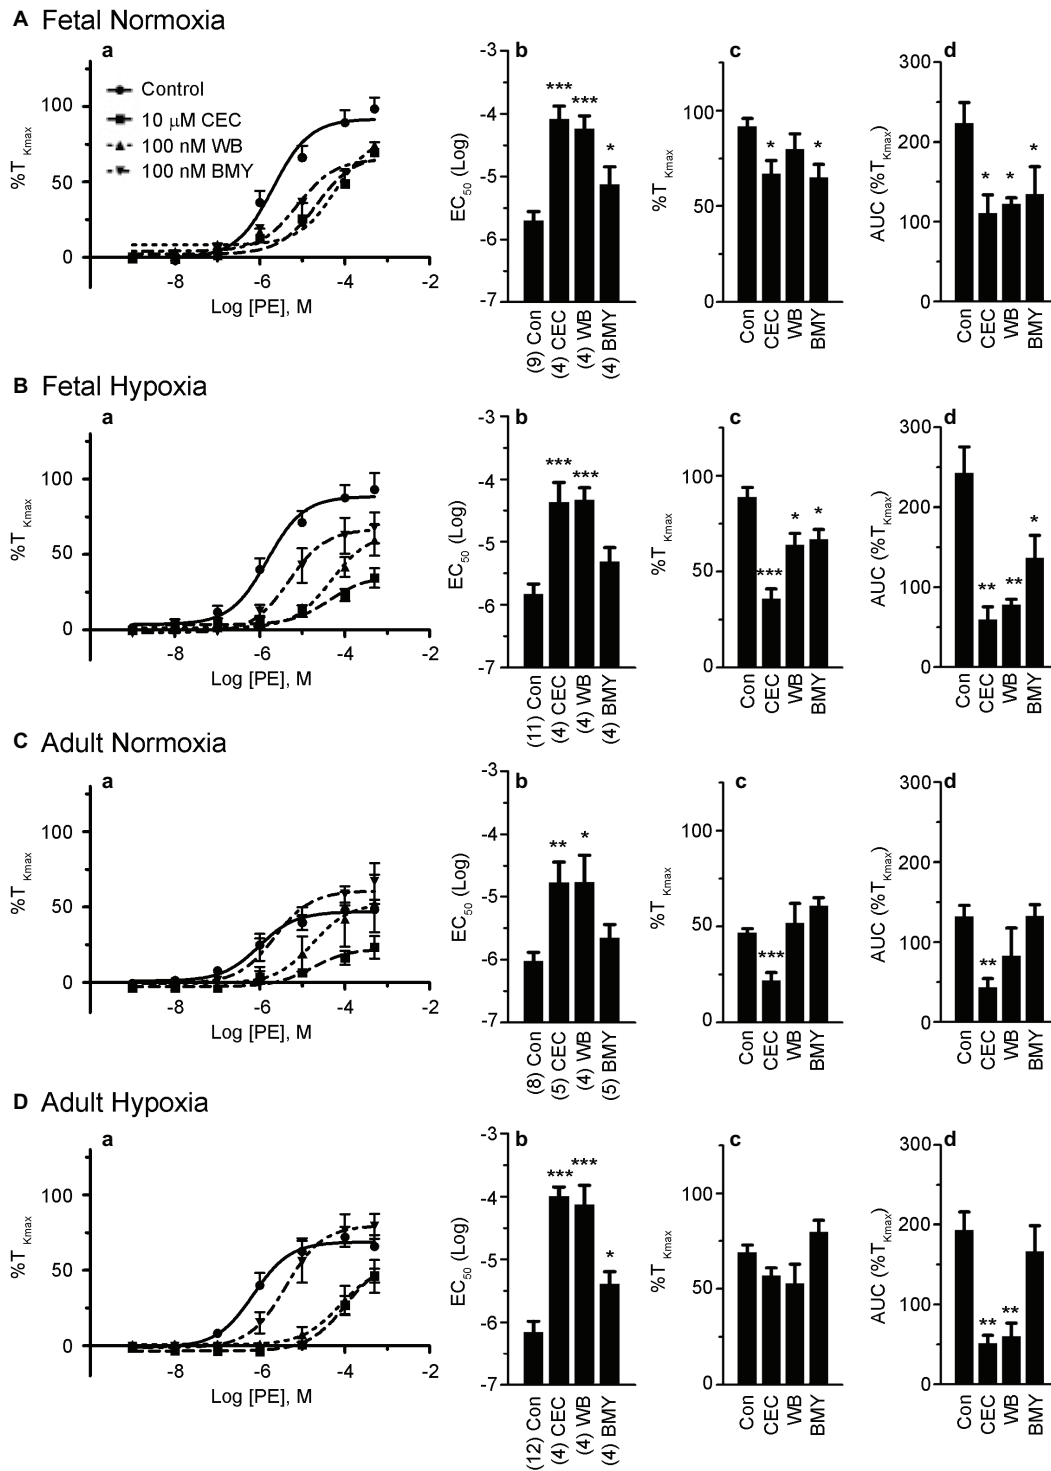 A Fetal Normoxia
a
b
c
d
%T Kmax
100
50
0
Control
10 μM CEC
100 nM WB
100 nM BMY
-8
-6
-4
-2
Log [PE], M
EC50 (Log)
-3
-4
-5
-6
-7
***
***
*
(9) Con
(4) CEC
(4) WB
(4) BMY
%T Kmax
100
50
0
*
*
Con
CEC
WB
BMY
AUC (%TKmax)
300
200
100
0
*
*
*
Con
CEC
WB
BMY
B Fetal Hypoxia
a
b
c
d
%T Kmax
100
50
0
-8
-6
-4
-2
Log [PE], M
EC50 (Log)
-3
-4
-5
-6
-7
***
***
(11) Con
(4) CEC
(4) WB
(4) BMY
%T Kmax
100
50
0
***
*
*
Con
CEC
WB
BMY
AUC (%TKmax)
300
200
100
0
**
**
*
Con
CEC
WB
BMY
C Adult Normoxia
a
b
c
d
%T Kmax
100
50
0
-8
-6
-4
-2
Log [PE], M
EC50 (Log)
-3
-4
-5
-6
-7
**
*
(8) Con
(5) CEC
(4) WB
(5) BMY
%T Kmax
100
50
0
***
Con
CEC
WB
BMY
AUC (%TKmax)
300
200
100
0
**
Con
CEC
WB
BMY
D Adult Hypoxia
a
b
c
d
%T Kmax
100
50
0
-8
-6
-4
-2
Log [PE], M
EC50 (Log)
-3
-4
-5
-6
-7
***
***
*
(12) Con
(4) CEC
(4) WB
(4) BMY
%T Kmax
100
50
0
Con
CEC
WB
BMY
AUC (%TKmax)
300
200
100
0
**
**
Con
CEC
WB
BMY